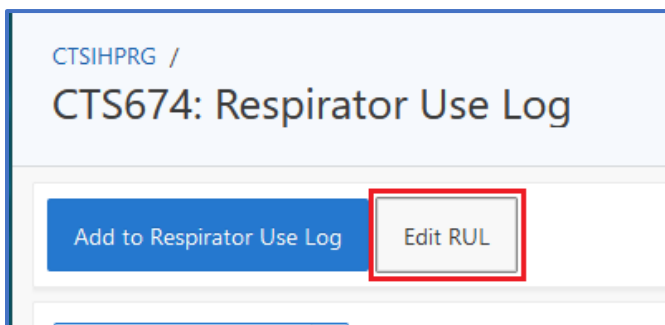 CTSIHPRG /
CTS674: Respirator Use Log
Add to Respirator Use Log Edit RUL